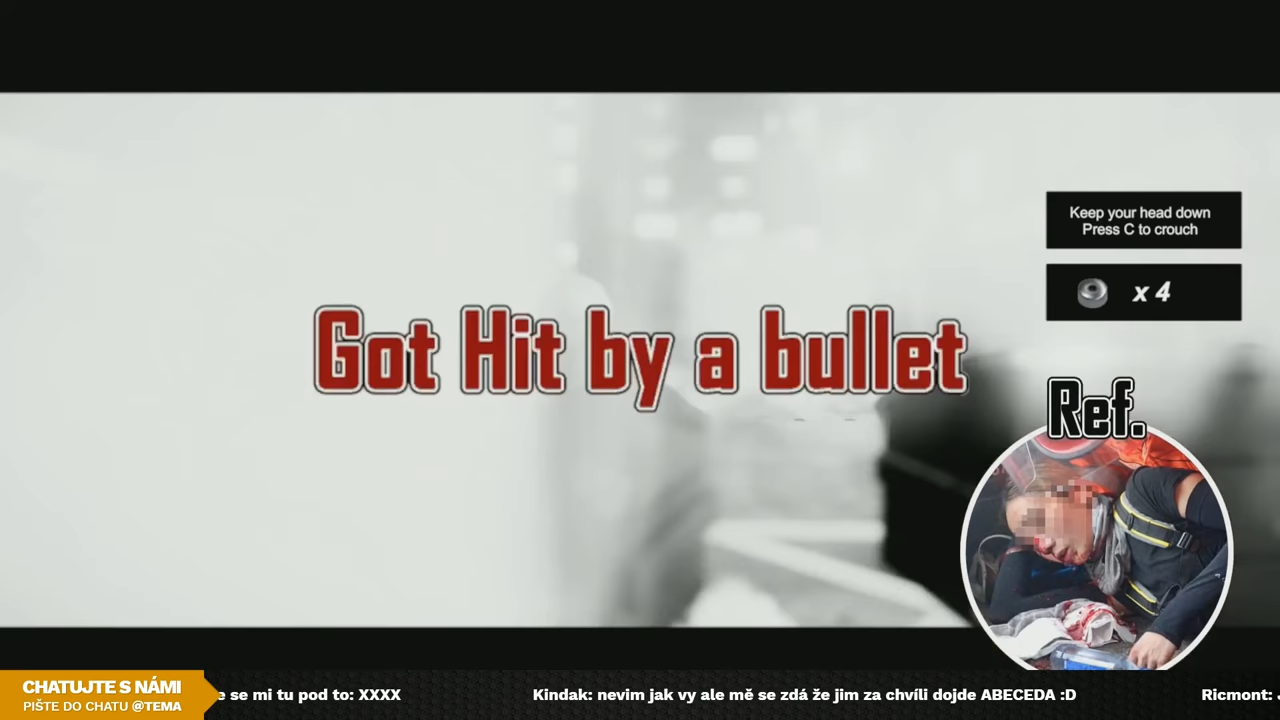 Keep your head down
Press C to crouch
x 4
Got Hit by a bullet
Ref.
CHATUJTE S NÁMI
PIŠTE DO CHATU @TEMA
se mi tu pod to: XXXX
Kindak: nevim jak vy ale mě se zdá že jim za chvíli dojde ABECEDA :D
Ricmont: